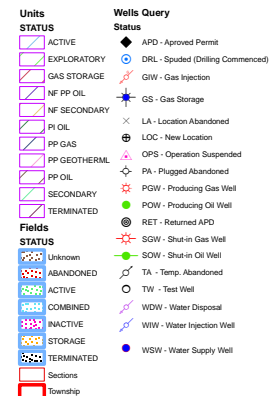 Units
STATUS
ACTIVE
EXPLORATORY
GAS STORAGE
NF PP OIL
NF SECONDARY
PI OIL
PP GAS
PP GEOTHERML
PP OIL
SECONDARY
TERMINATED
Fields
STATUS
Unknown
ABANDONED
ACTIVE
COMBINED
INACTIVE
STORAGE
TERMINATED
Sections
Township
Wells Query
Status
APD - Aproved Permit
DRL - Spuded (Drilling Commenced)
GIW - Gas Injection
GS - Gas Storage
LA - Location Abandoned
LOC - New Location
OPS - Operation Suspended
PA - Plugged Abandoned
PGW - Producing Gas Well
POW - Producing Oil Well
RET - Returned APD
SGW - Shut-in Gas Well
SOW - Shut-in Oil Well
TA - Temp. Abandoned
TW - Test Well
WDW - Water Disposal
WIW - Water Injection Well
WSW - Water Supply Well